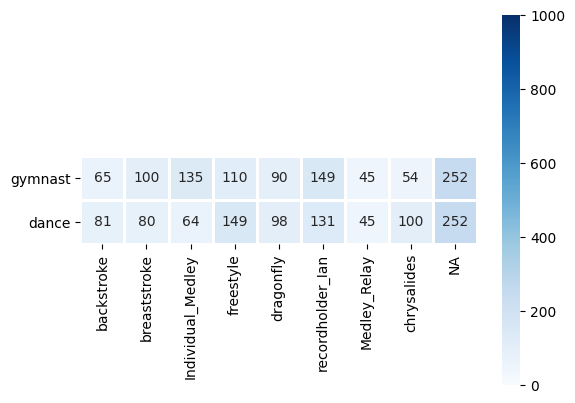 1000
800
600
400
200
0
gymnast 65 100 135 110 90 149 45 54 252
dance 81 80 64 149 98 131 45 100 252
backstroke
breaststroke
Individual_Medley
freestyle
dragonfly
recordholder_Ian
Medley_Relay
chrysalides
NA